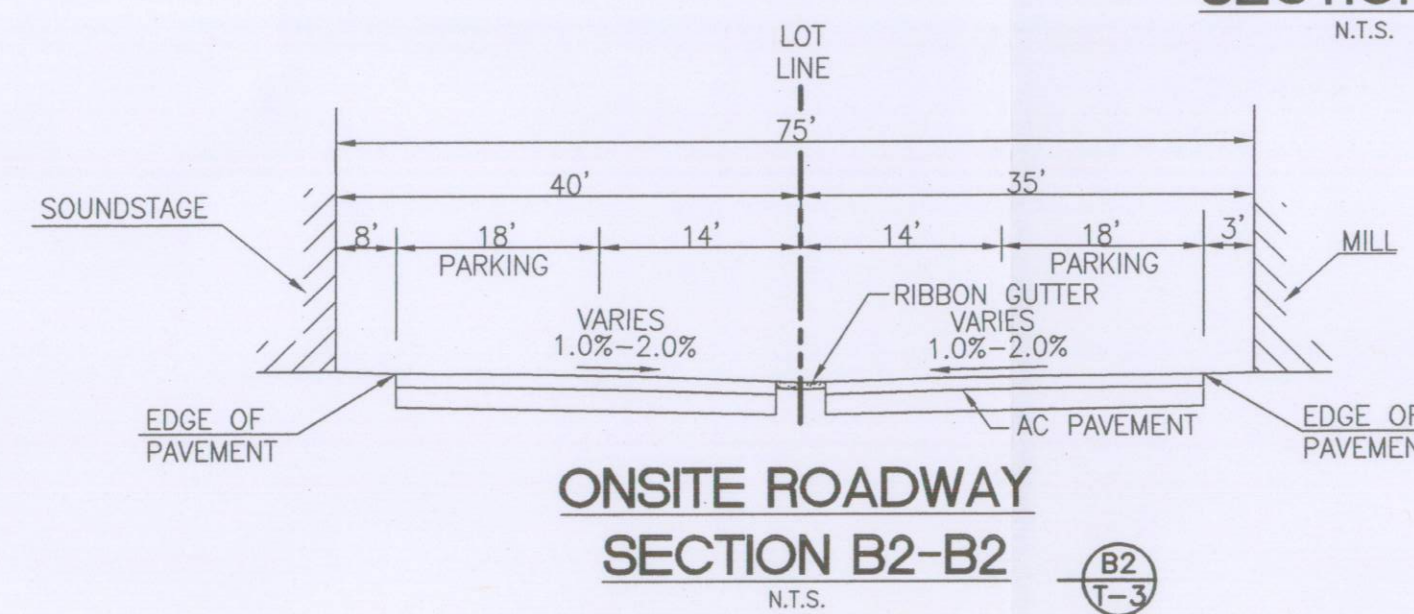 N.T.S.
LOT
LINE
75'
40'
35'
SOUNDSTAGE
8'
18'
14'
14'
18'
3'
PARKING
PARKING
MILL
RIBBON GUTTER
VARIES
1.0%-2.0%
VARIES
1.0%-2.0%
EDGE OF
PAVEMENT
AC PAVEMENT
EDGE OF
ONSITE ROADWAY
SECTION B2-B2
N.T.S.
B2
T-3